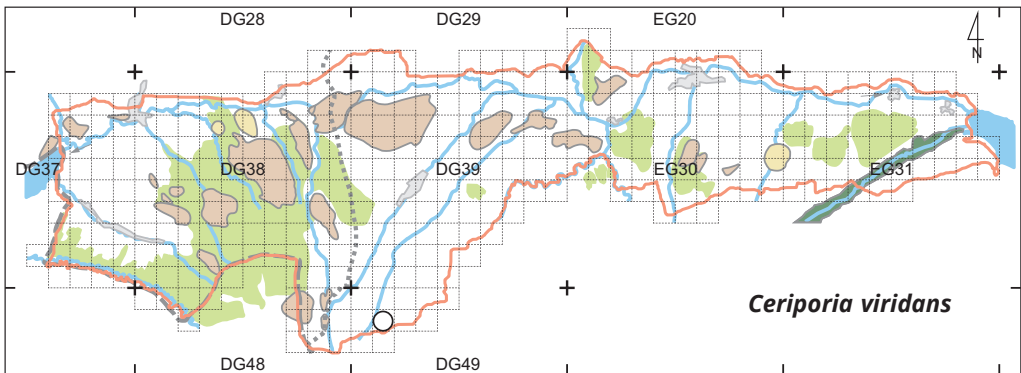 DG28 DG29 EG20
N
DG37 DG38 DG39 EG30 EG31
Ceriporia viridans
DG48 DG49